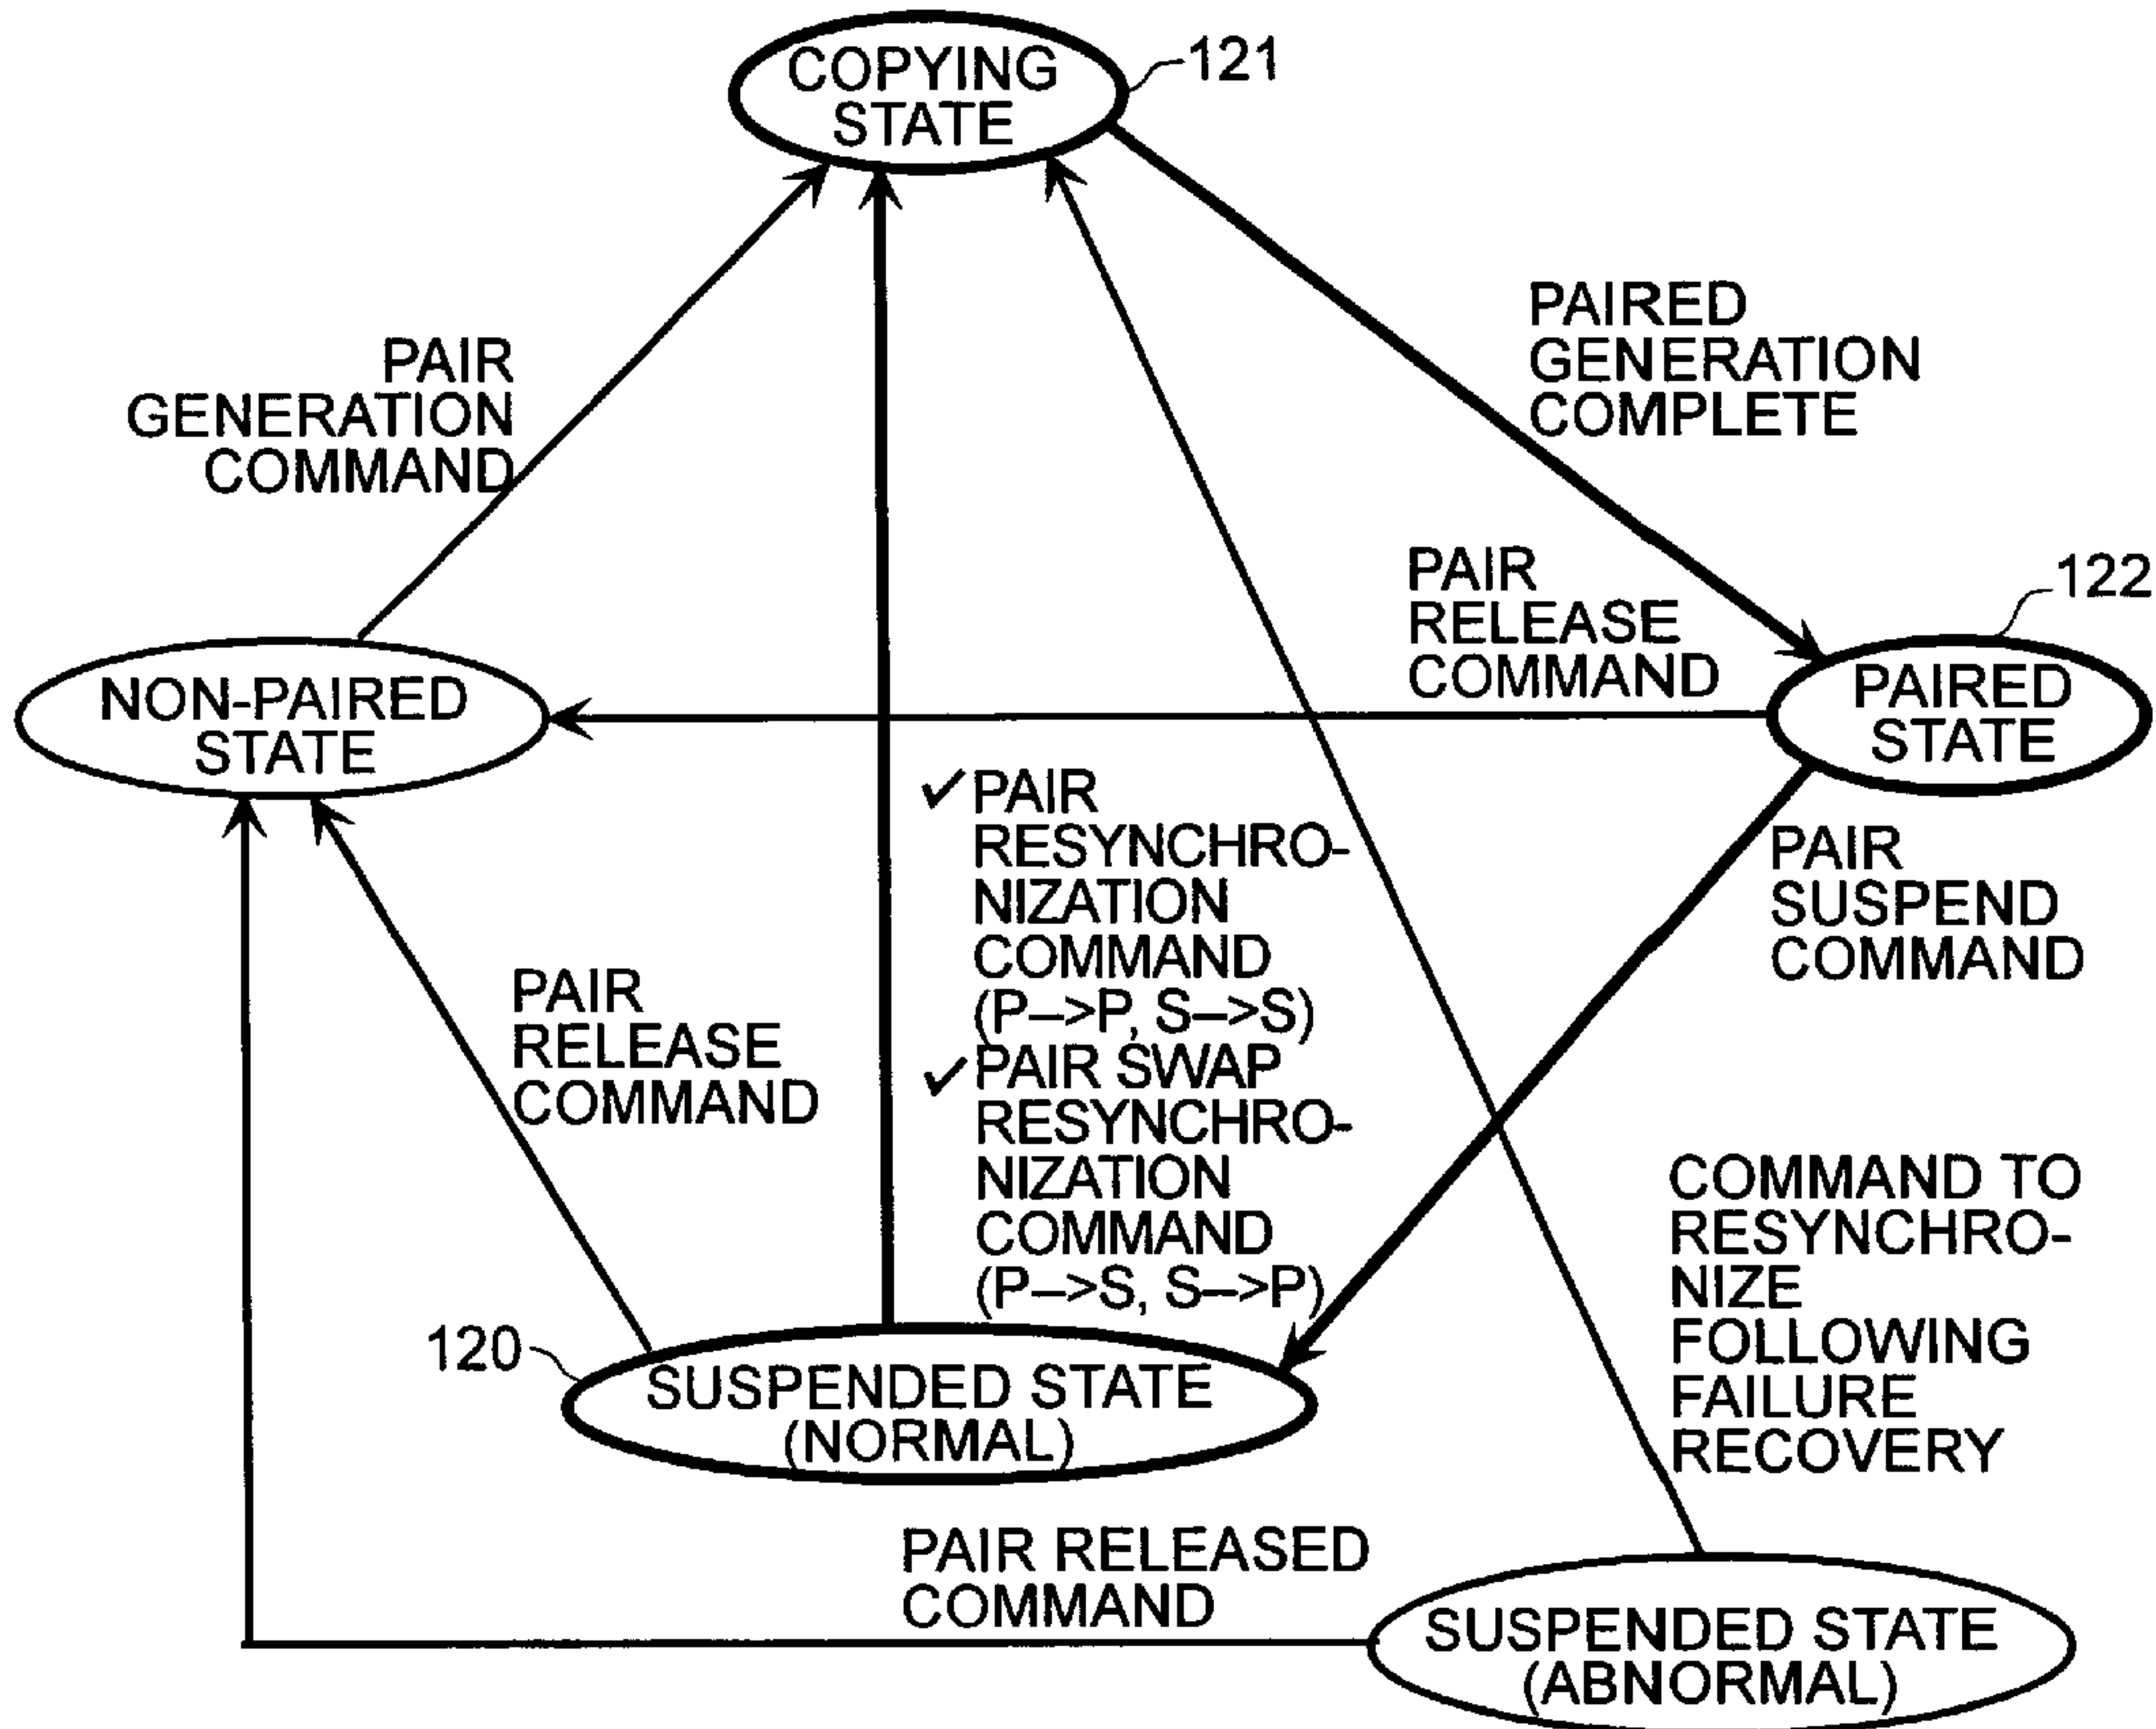 COPYING
STATE
121
PAIR
GENERATION
COMMAND
PAIRED
GENERATION
COMPLETE
PAIR
RELEASE
COMMAND
122
NON-PAIRED
STATE
PAIRED
STATE
✓ PAIR
RESYNCHRO-
NIZATION
COMMAND
(P-->P, S-->S)
✓ PAIR SWAP
RESYNCHRO-
NIZATION
COMMAND
(P-->S, S-->P)
PAIR
SUSPEND
COMMAND
PAIR
RELEASE
COMMAND
COMMAND TO
RESYNCHRO-
NIZE
FOLLOWING
FAILURE
RECOVERY
120
SUSPENDED STATE
(NORMAL)
PAIR RELEASED
COMMAND
SUSPENDED STATE
(ABNORMAL)